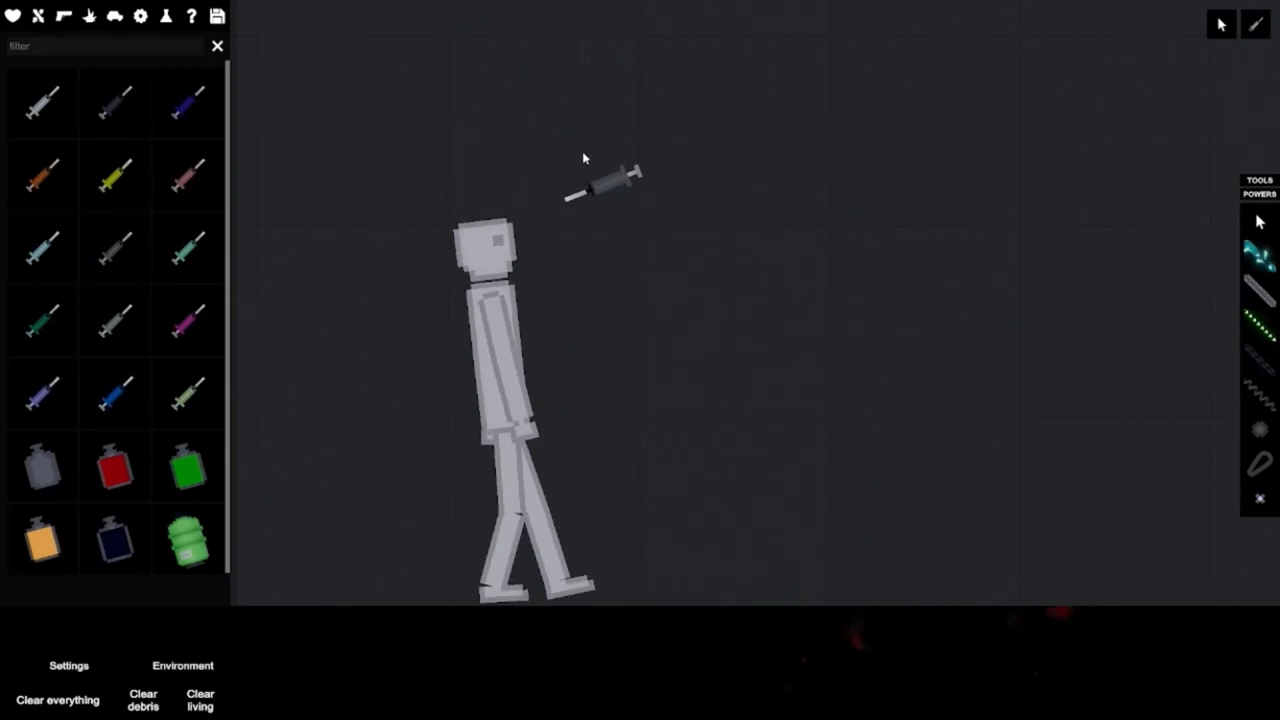 filter
TOOLS
POWERS
Settings
Environment
Clear everything
Clear debris
Clear living